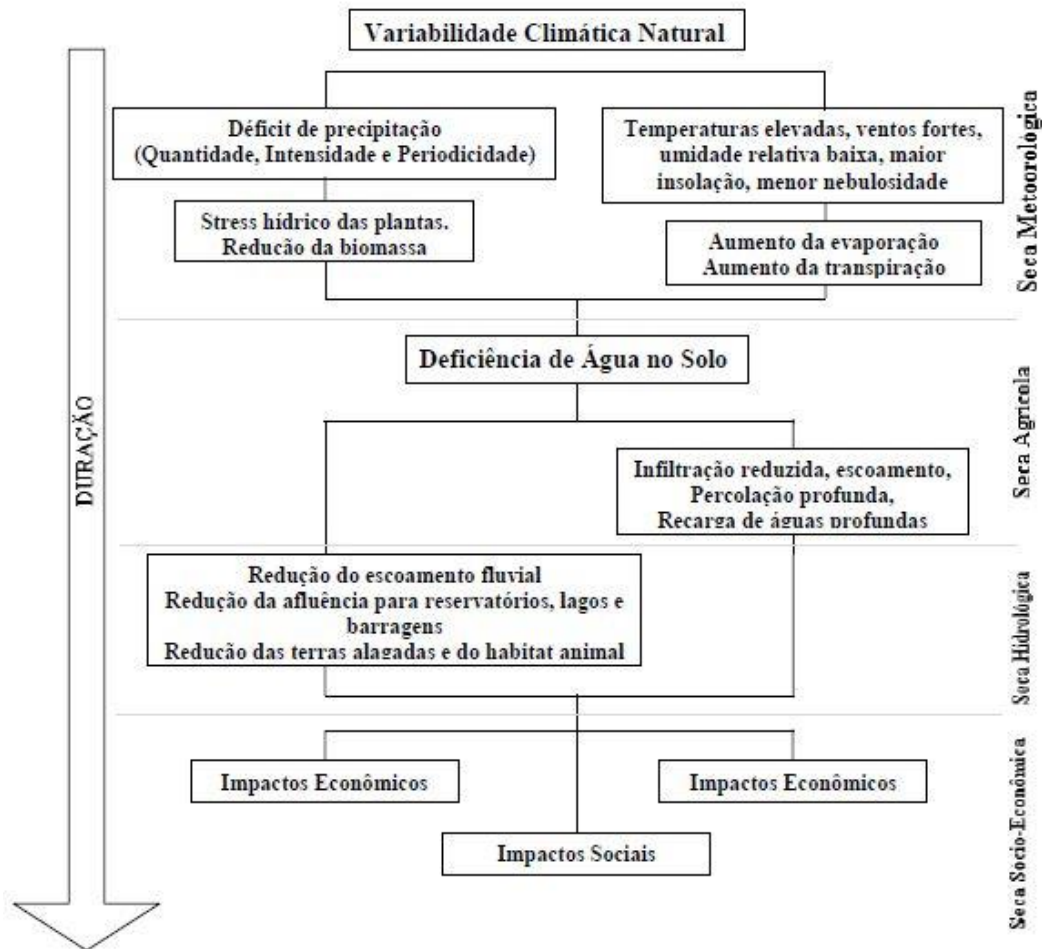 Variabilidade Climática Natural
Déficit de precipitação
(Quantidade, Intensidade e Periodicidade)
Temperaturas elevadas, ventos fortes,
umidade relativa baixa, maior
insolação, menor nebulosidade
Stress hídrico das plantas.
Redução da biomassa
Aumento da evaporação
Aumento da transpiração
Seca Metoorológica
Deficiência de Água no Solo
DURAÇÃO
Infiltração reduzida, escoamento,
Percolação profunda,
Recarga de águas profundas
Seca Agrícola
Redução do escoamento fluvial
Redução da afluência para reservatórios, lagos e
barragens
Redução das terras alagadas e do habitat animal
Seca Hidrológica
Impactos Econômicos
Impactos Econômicos
Impactos Sociais
Seca Socio-Econômica